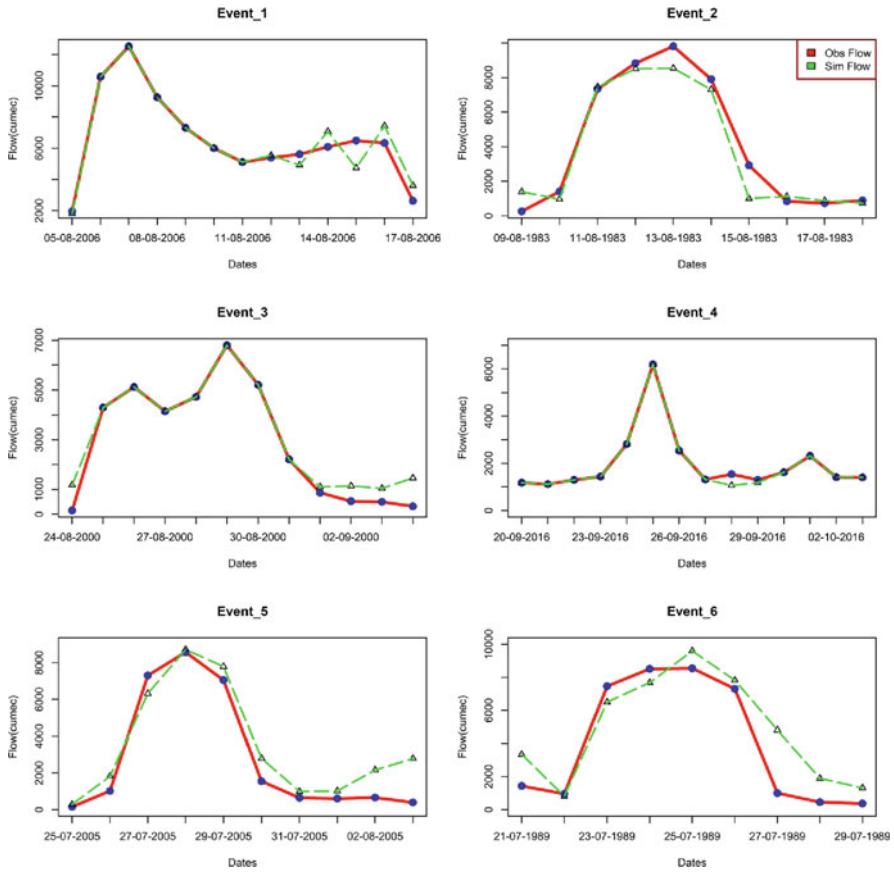 Event_1
Flow(cumec)
2000
6000
10000
05-08-2006 08-08-2006 11-08-2006 14-08-2006 17-08-2006
Dates
Event_2
Obs Flow
Sim Flow
Flow(cumec)
0
2000
4000
6000
8000
09-08-1983 11-08-1983 13-08-1983 15-08-1983 17-08-1983
Dates
Event_3
Flow(cumec)
0
1000
3000
5000
7000
24-08-2000 27-08-2000 30-08-2000 02-09-2000
Dates
Event_4
Flow(cumec)
0
2000
4000
6000
20-09-2016 23-09-2016 26-09-2016 29-09-2016 02-10-2016
Dates
Event_5
Flow(cumec)
0
2000
4000
6000
8000
25-07-2005 27-07-2005 29-07-2005 31-07-2005 02-08-2005
Dates
Event_6
Flow(cumec)
0
2000
6000
10000
21-07-1989 23-07-1989 25-07-1989 27-07-1989 29-07-1989
Dates